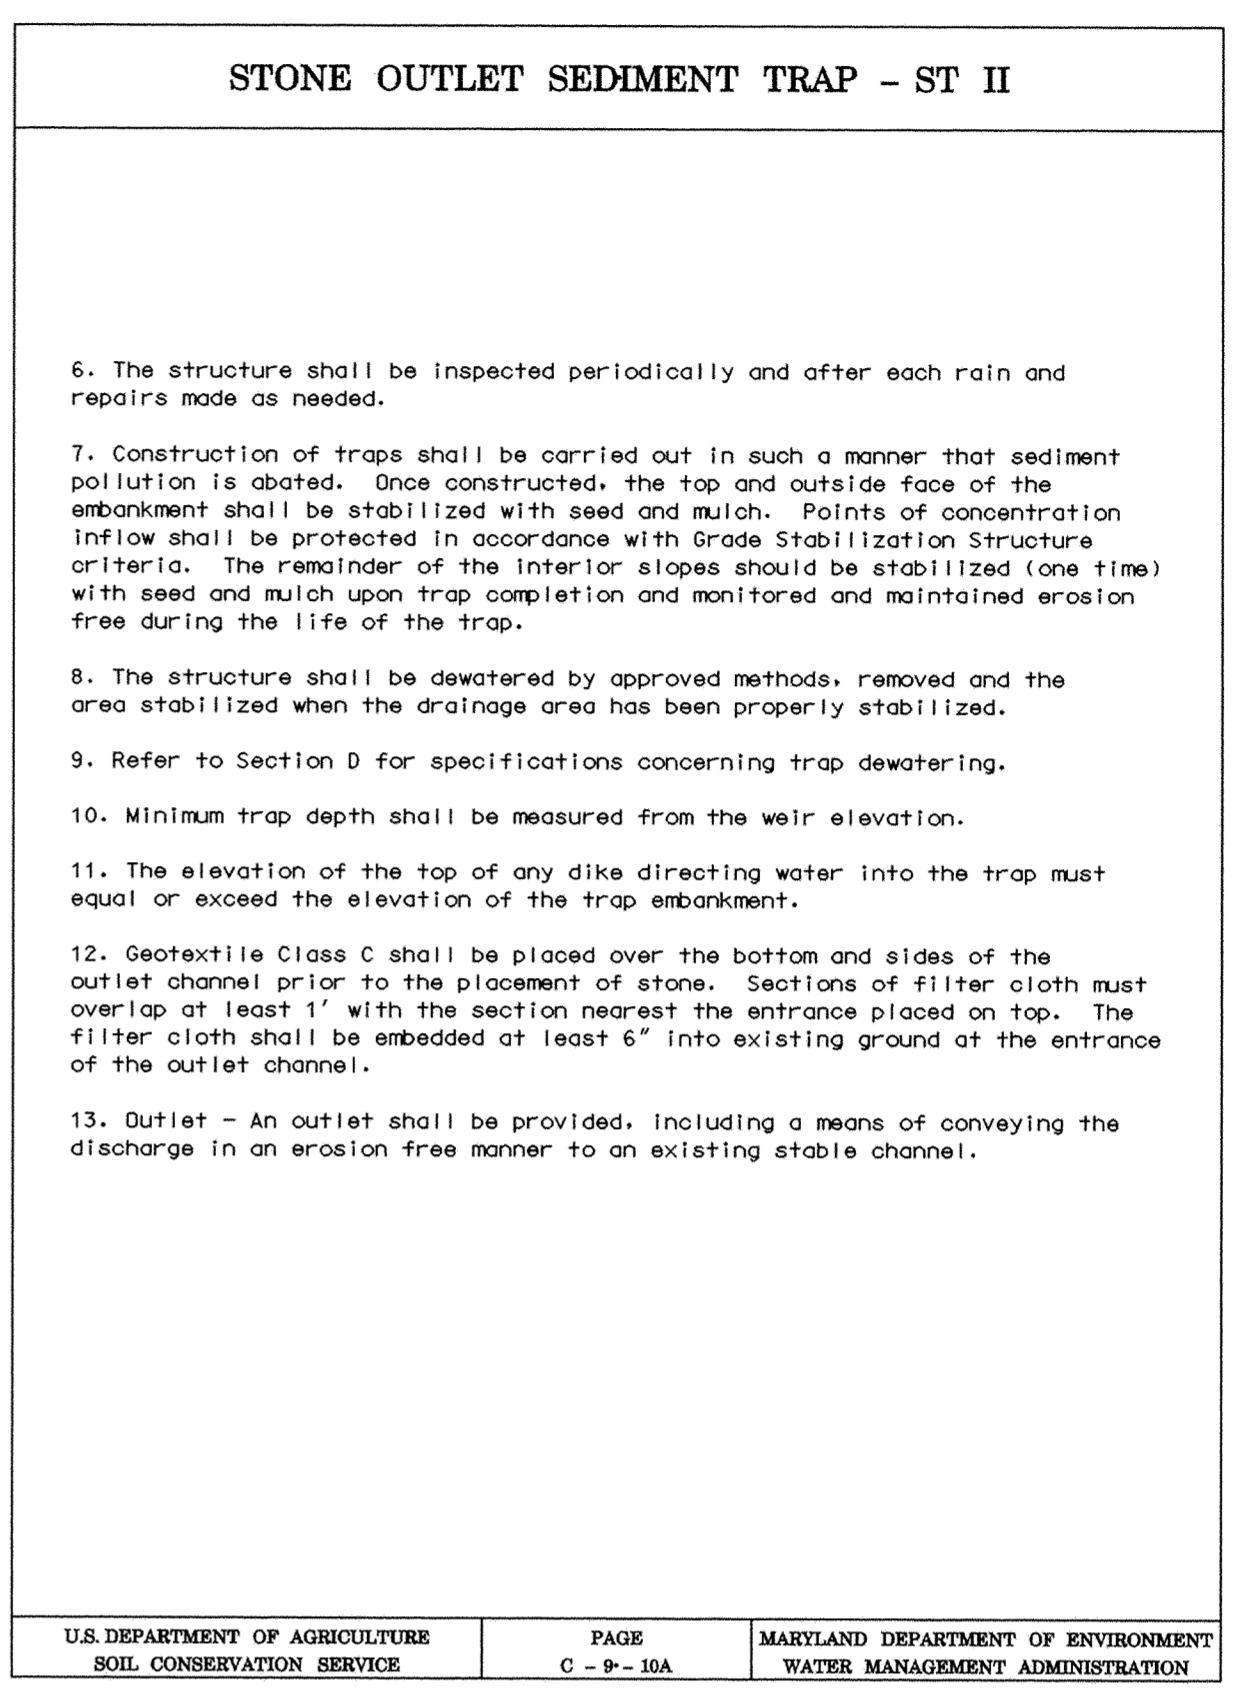 STONE OUTLET SEDIMENT TRAP - ST II
6. The structure shall be inspected periodically and after each rain and
repairs made as needed.
7. Construction of traps shall be carried out in such a manner that sediment
pollution is abated. Once constructed, the top and outside face of the
embankment shall be stabilized with seed and mulch. Points of concentration
inflow shall be protected in accordance with Grade Stabilization Structure
criteria. The remainder of the interior slopes should be stabilized (one time)
with seed and mulch upon trap completion and monitored and maintained erosion
free during the life of the trap.
8. The structure shall be dewatered by approved methods, removed and the
area stabilized when the drainage area has been properly stabilized.
9. Refer to Section D for specifications concerning trap dewatering.
10. Minimum trap depth shall be measured from the weir elevation.
11. The elevation of the top of any dike directing water into the trap must
equal or exceed the elevation of the trap embankment.
12. Geotextile Class C shall be placed over the bottom and sides of the
outlet channel prior to the placement of stone. Sections of filter cloth must
overlap at least 1' with the section nearest the entrance placed on top. The
filter cloth shall be embedded at least 6" into existing ground at the entrance
of the outlet channel.
13. Outlet - An outlet shall be provided, including a means of conveying the
discharge in an erosion free manner to an existing stable channel.
U.S. DEPARTMENT OF AGRICULTURE
SOIL CONSERVATION SERVICE
PAGE
C - 9 - 10A
MARYLAND DEPARTMENT OF ENVIRONMENT
WATER MANAGEMENT ADMINISTRATION